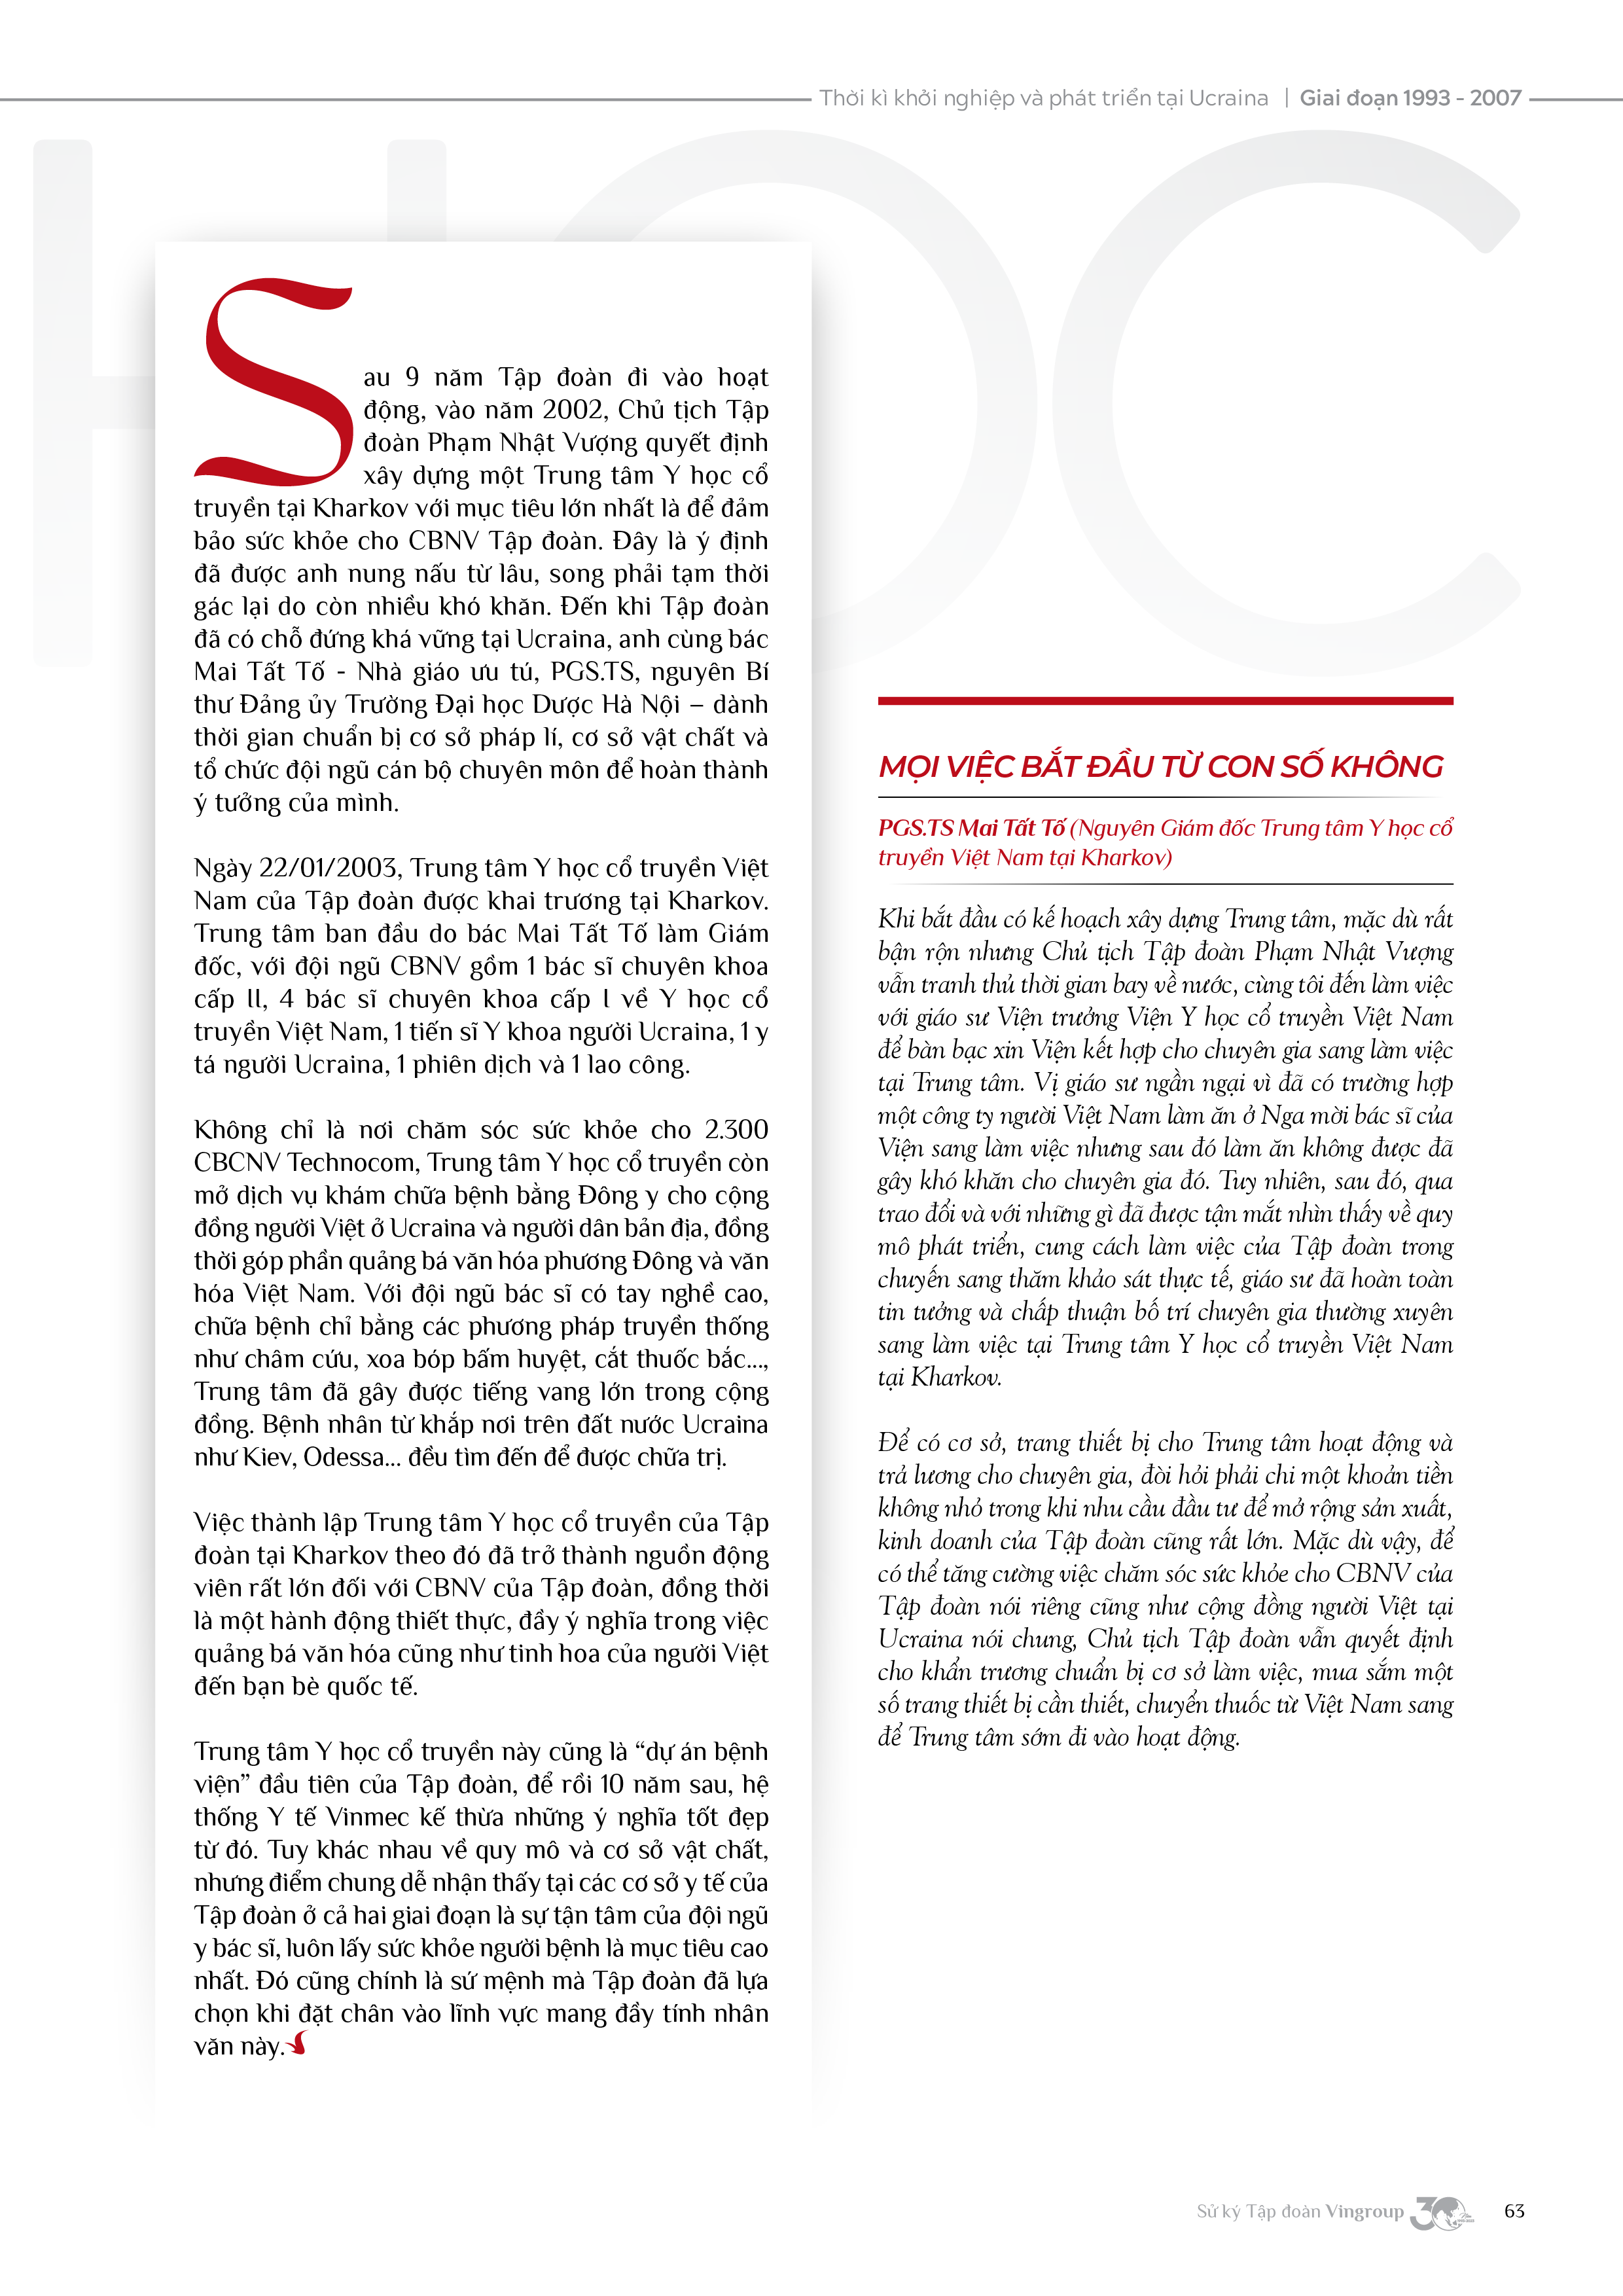 Thời kì khởi nghiệp và phát triển tại Ucraina | Giai đoạn 1993 - 2007
HỌC
Sau 9 năm Tập đoàn đi vào hoạt
động, vào năm 2002, Chủ tịch Tập
đoàn Phạm Nhật Vượng quyết định
xây dựng một Trung tâm Y học cổ
truyền tại Kharkov với mục tiêu lớn nhất là để đảm
bảo sức khỏe cho CBNV Tập đoàn. Đây là ý định
đã được anh nung nấu từ lâu, song phải tạm thời
gác lại do còn nhiều khó khăn. Đến khi Tập đoàn
đã có chỗ đứng khá vững tại Ucraina, anh cùng bác
Mai Tất Tố - Nhà giáo ưu tú, PGS.TS, nguyên Bí
thư Đảng ủy Trường Đại học Dược Hà Nội – dành
thời gian chuẩn bị cơ sở pháp lí, cơ sở vật chất và
tổ chức đội ngũ cán bộ chuyên môn để hoàn thành
ý tưởng của mình.
Ngày 22/01/2003, Trung tâm Y học cổ truyền Việt
Nam của Tập đoàn được khai trương tại Kharkov.
Trung tâm ban đầu do bác Mai Tất Tố làm Giám
đốc, với đội ngũ CBNV gồm 1 bác sĩ chuyên khoa
cấp II, 4 bác sĩ chuyên khoa cấp I về Y học cổ
truyền Việt Nam, 1 tiến sĩ Y khoa người Ucraina, 1 y
tá người Ucraina, 1 phiên dịch và 1 lao công.
Không chỉ là nơi chăm sóc sức khỏe cho 2.300
CBCNV Technocom, Trung tâm Y học cổ truyền còn
mở dịch vụ khám chữa bệnh bằng Đông y cho cộng
đồng người Việt ở Ucraina và người dân bản địa, đồng
thời góp phần quảng bá văn hóa phương Đông và văn
hóa Việt Nam. Với đội ngũ bác sĩ có tay nghề cao,
chữa bệnh chỉ bằng các phương pháp truyền thống
như châm cứu, xoa bóp bấm huyệt, cắt thuốc bắc...,
Trung tâm đã gây được tiếng vang lớn trong cộng
đồng. Bệnh nhân từ khắp nơi trên đất nước Ucraina
như Kiev, Odessa... đều tìm đến để được chữa trị.
Việc thành lập Trung tâm Y học cổ truyền của Tập
đoàn tại Kharkov theo đó đã trở thành nguồn động
viên rất lớn đối với CBNV của Tập đoàn, đồng thời
là một hành động thiết thực, đầy ý nghĩa trong việc
quảng bá văn hóa cũng như tinh hoa của người Việt
đến bạn bè quốc tế.
Trung tâm Y học cổ truyền này cũng là “dự án bệnh
viện” đầu tiên của Tập đoàn, để rồi 10 năm sau, hệ
thống Y tế Vinmec kế thừa những ý nghĩa tốt đẹp
từ đó. Tuy khác nhau về quy mô và cơ sở vật chất,
nhưng điểm chung dễ nhận thấy tại các cơ sở y tế của
Tập đoàn ở cả hai giai đoạn là sự tận tâm của đội ngũ
y bác sĩ, luôn lấy sức khỏe người bệnh là mục tiêu cao
nhất. Đó cũng chính là sứ mệnh mà Tập đoàn đã lựa
chọn khi đặt chân vào lĩnh vực mang đầy tính nhân
văn này.
MỌI VIỆC BẮT ĐẦU TỪ CON SỐ KHÔNG
PGS.TS Mai Tất Tố (Nguyên Giám đốc Trung tâm Y học cổ
truyền Việt Nam tại Kharkov)
Khi bắt đầu có kế hoạch xây dựng Trung tâm, mặc dù rất
bận rộn nhưng Chủ tịch Tập đoàn Phạm Nhật Vượng
vẫn tranh thủ thời gian bay về nước, cùng tôi đến làm việc
với giáo sư Viện trưởng Viện Y học cổ truyền Việt Nam
để bàn bạc xin Viện kết hợp cho chuyên gia sang làm việc
tại Trung tâm. Vị giáo sư ngần ngại vì đã có trường hợp
một công ty người Việt Nam làm ăn ở Nga mời bác sĩ của
Viện sang làm việc nhưng sau đó làm ăn không được đã
gây khó khăn cho chuyên gia đó. Tuy nhiên, sau đó, qua
trao đổi và với những gì đã được tận mắt nhìn thấy về quy
mô phát triển, cung cách làm việc của Tập đoàn trong
chuyến sang thăm khảo sát thực tế, giáo sư đã hoàn toàn
tin tưởng và chấp thuận bố trí chuyên gia thường xuyên
sang làm việc tại Trung tâm Y học cổ truyền Việt Nam
tại Kharkov.
Để có cơ sở, trang thiết bị cho Trung tâm hoạt động và
trả lương cho chuyên gia, đòi hỏi phải chi một khoản tiền
không nhỏ trong khi nhu cầu đầu tư để mở rộng sản xuất,
kinh doanh của Tập đoàn cũng rất lớn. Mặc dù vậy, để
có thể tăng cường việc chăm sóc sức khỏe cho CBNV của
Tập đoàn nói riêng cũng như cộng đồng người Việt tại
Ucraina nói chung, Chủ tịch Tập đoàn vẫn quyết định
cho khẩn trương chuẩn bị cơ sở làm việc, mua sắm một
số trang thiết bị cần thiết, chuyển thuốc từ Việt Nam sang
để Trung tâm sớm đi vào hoạt động.
Sử ký Tập đoàn Vingroup 30 63